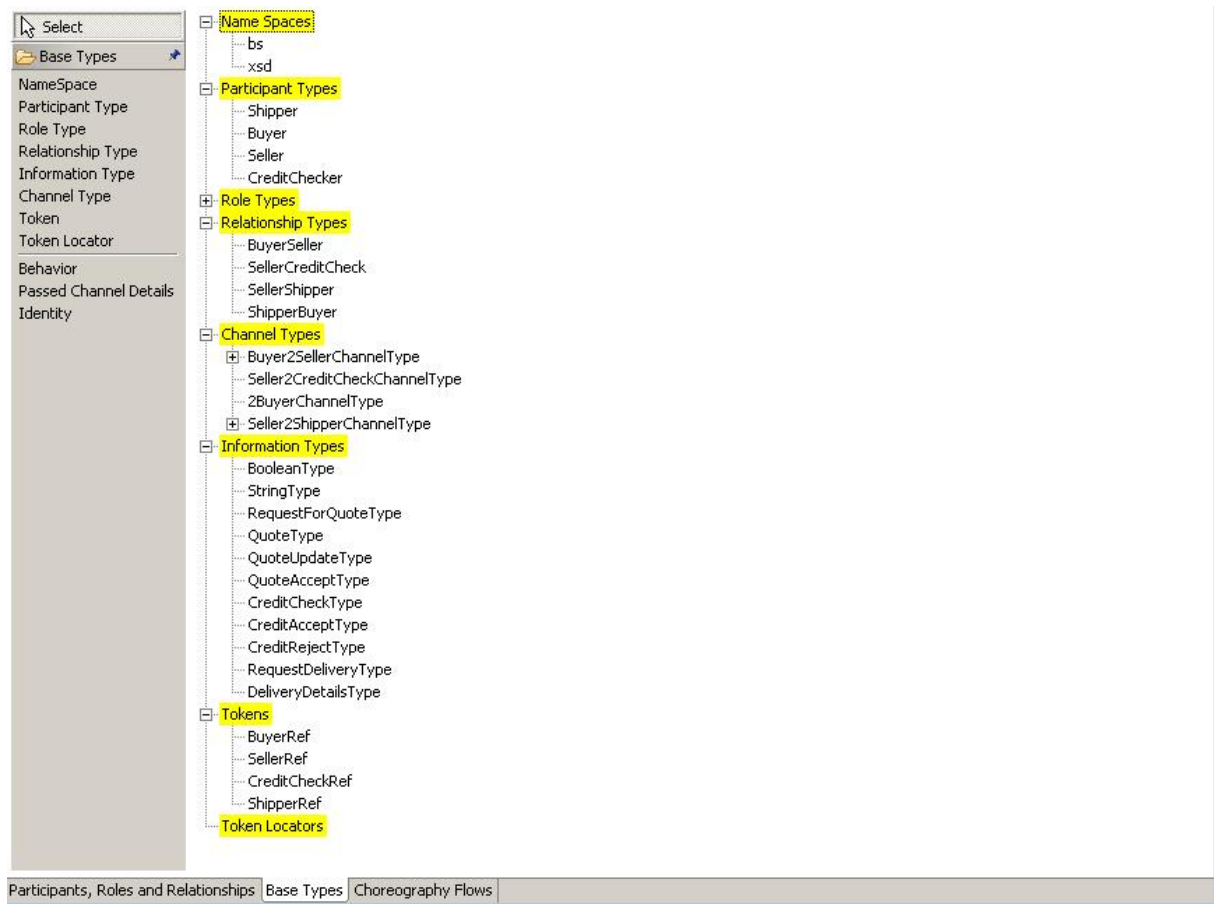 Select
Base Types
NameSpace
Participant Type
Role Type
Relationship Type
Information Type
Channel Type
Token
Token Locator
Behavior
Passed Channel Details
Identity
Name Spaces
bs
xsd
Participant Types
Shipper
Buyer
Seller
CreditChecker
Role Types
Relationship Types
BuyerSeller
SellerCreditCheck
SellerShipper
ShipperBuyer
Channel Types
Buyer2SellerChannelType
Seller2CreditCheckChannelType
2BuyerChannelType
Seller2ShipperChannelType
Information Types
BooleanType
StringType
RequestForQuoteType
QuoteType
QuoteUpdateType
QuoteAcceptType
CreditCheckType
CreditAcceptType
CreditRejectType
RequestDeliveryType
DeliveryDetailsType
Tokens
BuyerRef
SellerRef
CreditCheckRef
ShipperRef
Token Locators
Participants, Roles and Relationships Base Types Choreography Flows